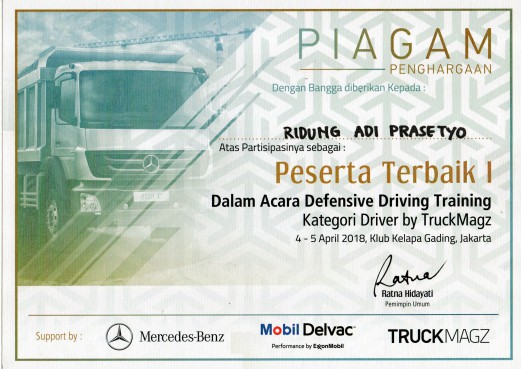 PIAGAM
PENGHARGAAN
Dengan Bangga diberikan Kepada :
RIDUNG ADI PRASETYO
Atas Partisipasinya sebagai :
Peserta Terbaik I
Dalam Acara Defensive Driving Training
Kategori Driver by TruckMagz
4 - 5 April 2018, Klub Kelapa Gading, Jakarta
Ratna
Ratna Hidayati
Pemimpin Umum
Support by :
Mercedes-Benz
Mobil Delvac™
Performance by ExxonMobil
TRUCKMAGZ